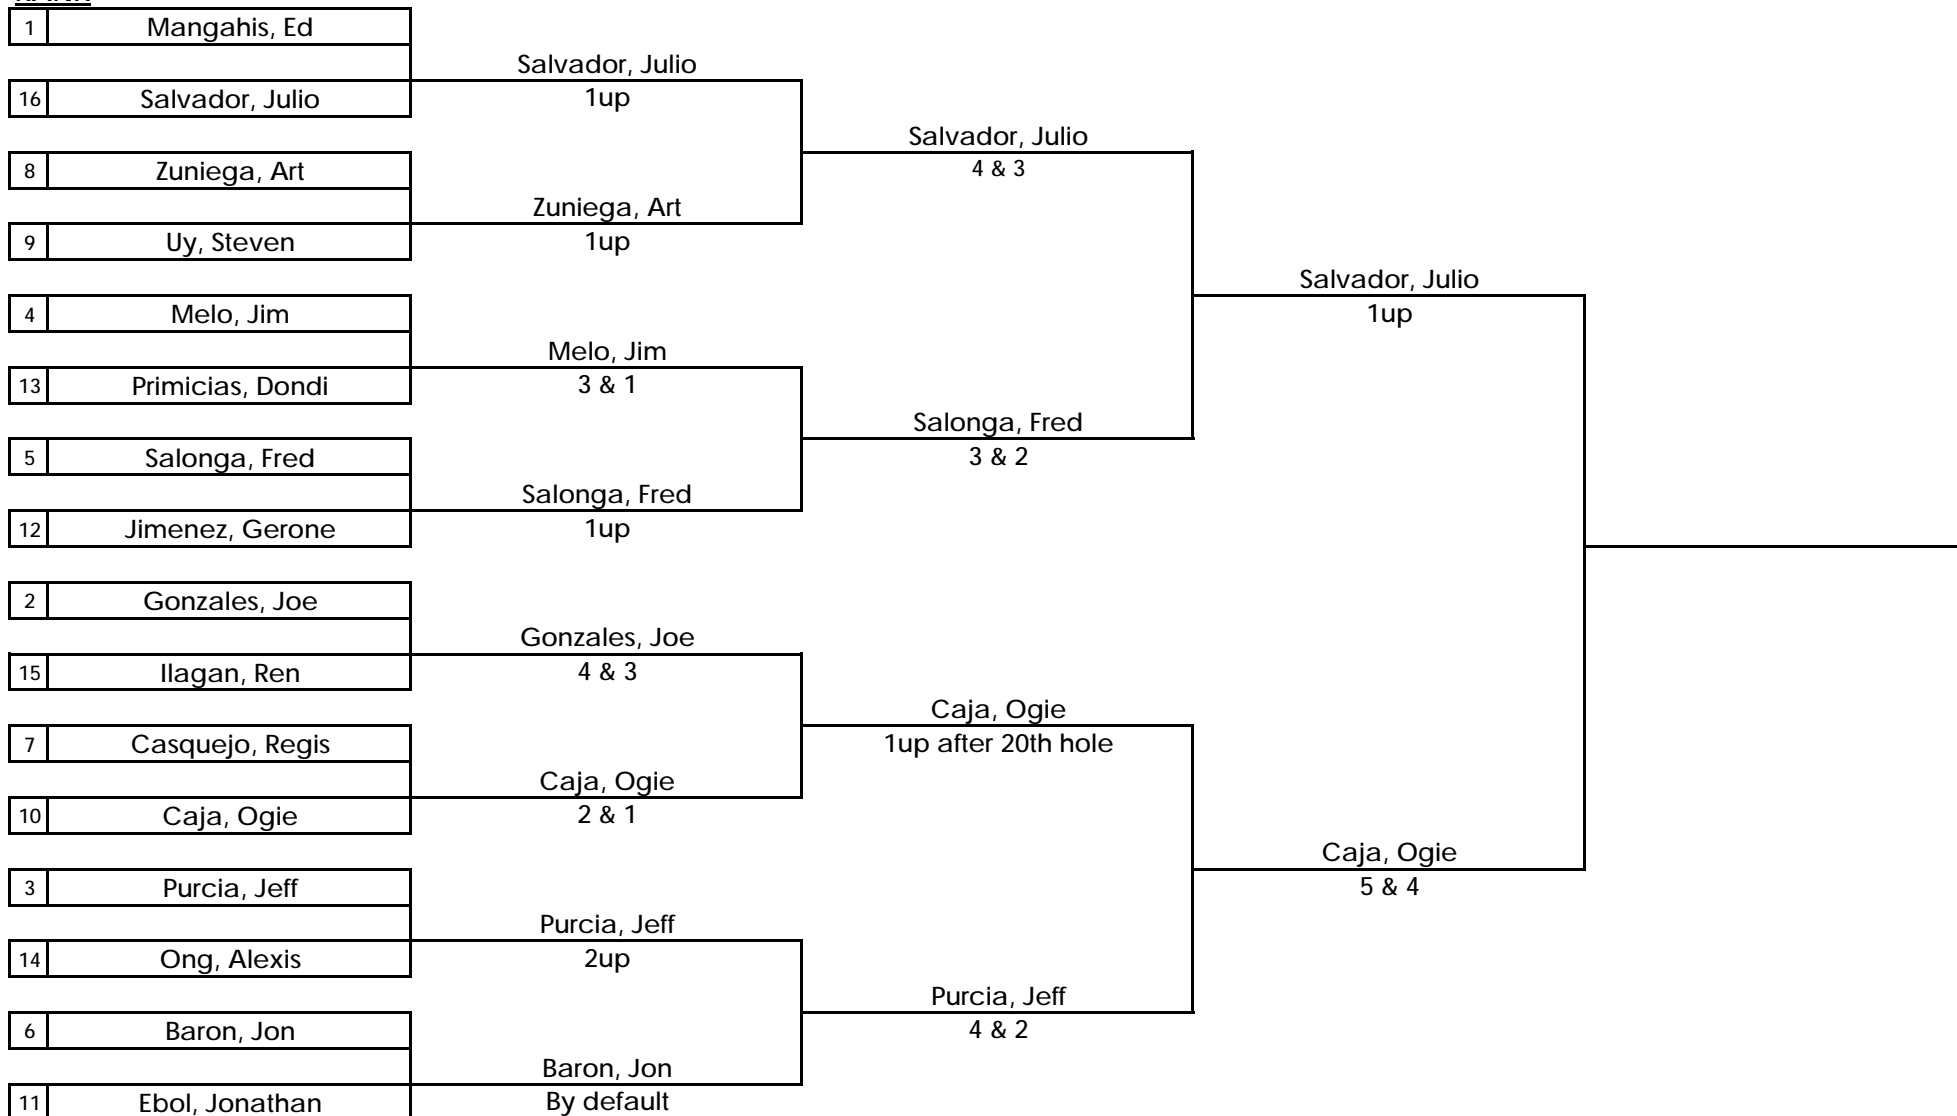 1 Mangahis, Ed
16 Salvador, Julio
8 Zuniega, Art
9 Uy, Steven
4 Melo, Jim
13 Primicias, Dondi
5 Salonga, Fred
12 Jimenez, Gerone
2 Gonzales, Joe
15 Ilagan, Ren
7 Casquejo, Regis
10 Caja, Ogie
3 Purcia, Jeff
14 Ong, Alexis
6 Baron, Jon
11 Ebol, Jonathan
Salvador, Julio
1up
Zuniega, Art
1up
Melo, Jim
3 & 1
Salonga, Fred
1up
Gonzales, Joe
4 & 3
Caja, Ogie
2 & 1
Purcia, Jeff
2up
Baron, Jon
By default
Salvador, Julio
4 & 3
Salonga, Fred
3 & 2
Caja, Ogie
1up after 20th hole
Purcia, Jeff
4 & 2
Salvador, Julio
1up
Caja, Ogie
5 & 4